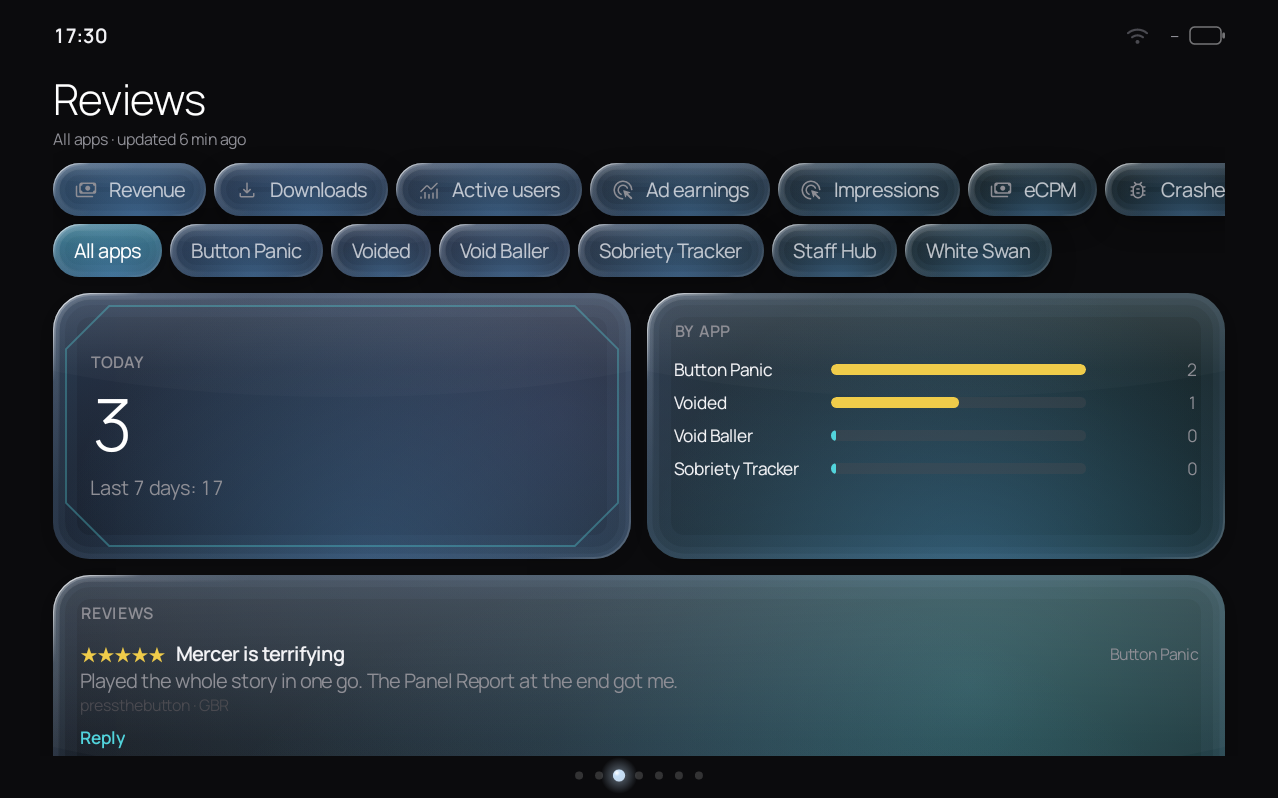 17:30
Reviews
All apps · updated 6 min ago
Revenue Downloads Active users Ad earnings Impressions eCPM Crashe
All apps Button Panic Voided Void Baller Sobriety Tracker Staff Hub White Swan
TODAY
3
Last 7 days: 17
BY APP
Button Panic 2
Voided 1
Void Baller 0
Sobriety Tracker 0
REVIEWS
★★★★★ Mercer is terrifying Button Panic
Played the whole story in one go. The Panel Report at the end got me.
pressthebutton · GBR
Reply